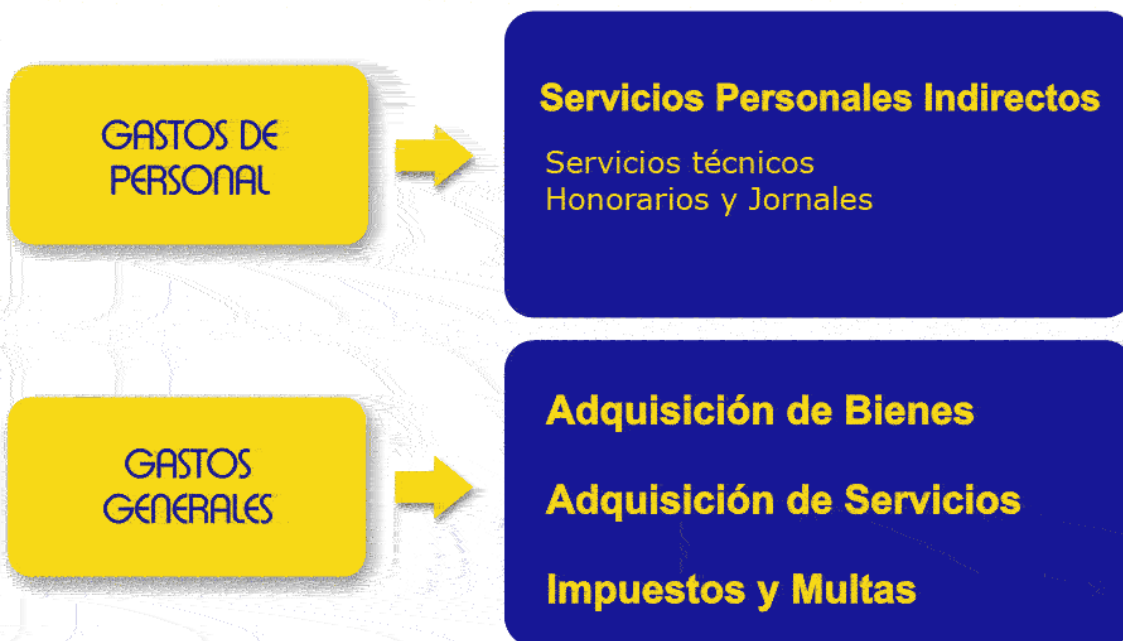 GASTOS DE
PERSONAL
Servicios Personales Indirectos
Servicios técnicos
Honorarios y Jornales
GASTOS
GENERALES
Adquisición de Bienes
Adquisición de Servicios
Impuestos y Multas